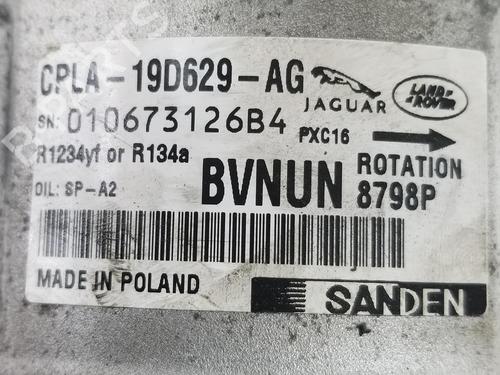 CPLA-19D629-AG
JAGUAR
LAND-
ROVER
SN: 010673126B4
PXC16
R1234yf or R134a
ROTATION
OIL: SP-A2
BVNUN
8798P
MADE IN POLAND
SANDEN